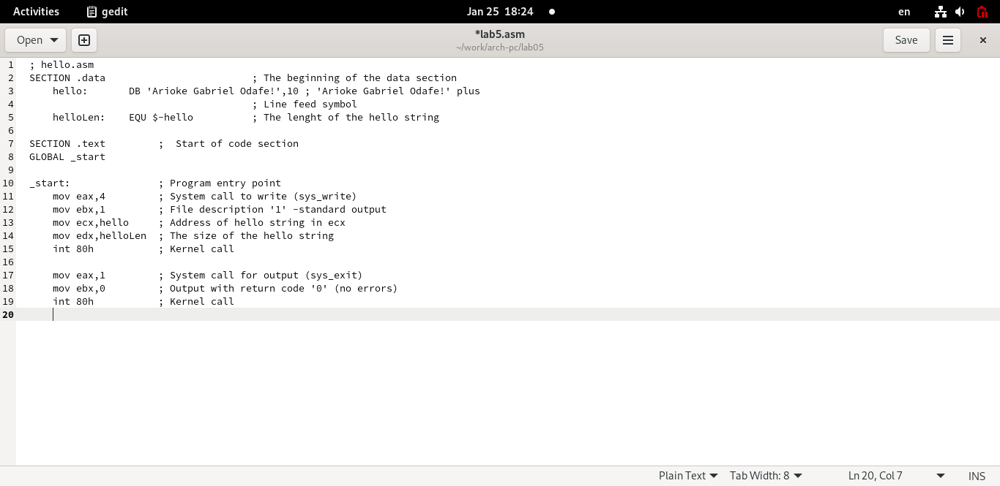 Activities gedit Jan 25 18:24 en
Open *lab5.asm Save
~/work/arch-pc/lab05
1 ; hello.asm
2 SECTION .data                         ; The beginning of the data section
3     hello:       DB 'Arioke Gabriel Odafe!',10 ; 'Arioke Gabriel Odafe!' plus
4                                       ; Line feed symbol
5     helloLen:    EQU $-hello          ; The lenght of the hello string
6
7 SECTION .text         ;  Start of code section
8 GLOBAL _start
9
10 _start:               ; Program entry point
11     mov eax,4         ; System call to write (sys_write)
12     mov ebx,1         ; File description '1' -standard output
13     mov ecx,hello     ; Address of hello string in ecx
14     mov edx,helloLen  ; The size of the hello string
15     int 80h           ; Kernel call
16
17     mov eax,1         ; System call for output (sys_exit)
18     mov ebx,0         ; Output with return code '0' (no errors)
19     int 80h           ; Kernel call
20
Plain Text Tab Width: 8 Ln 20, Col 7 INS